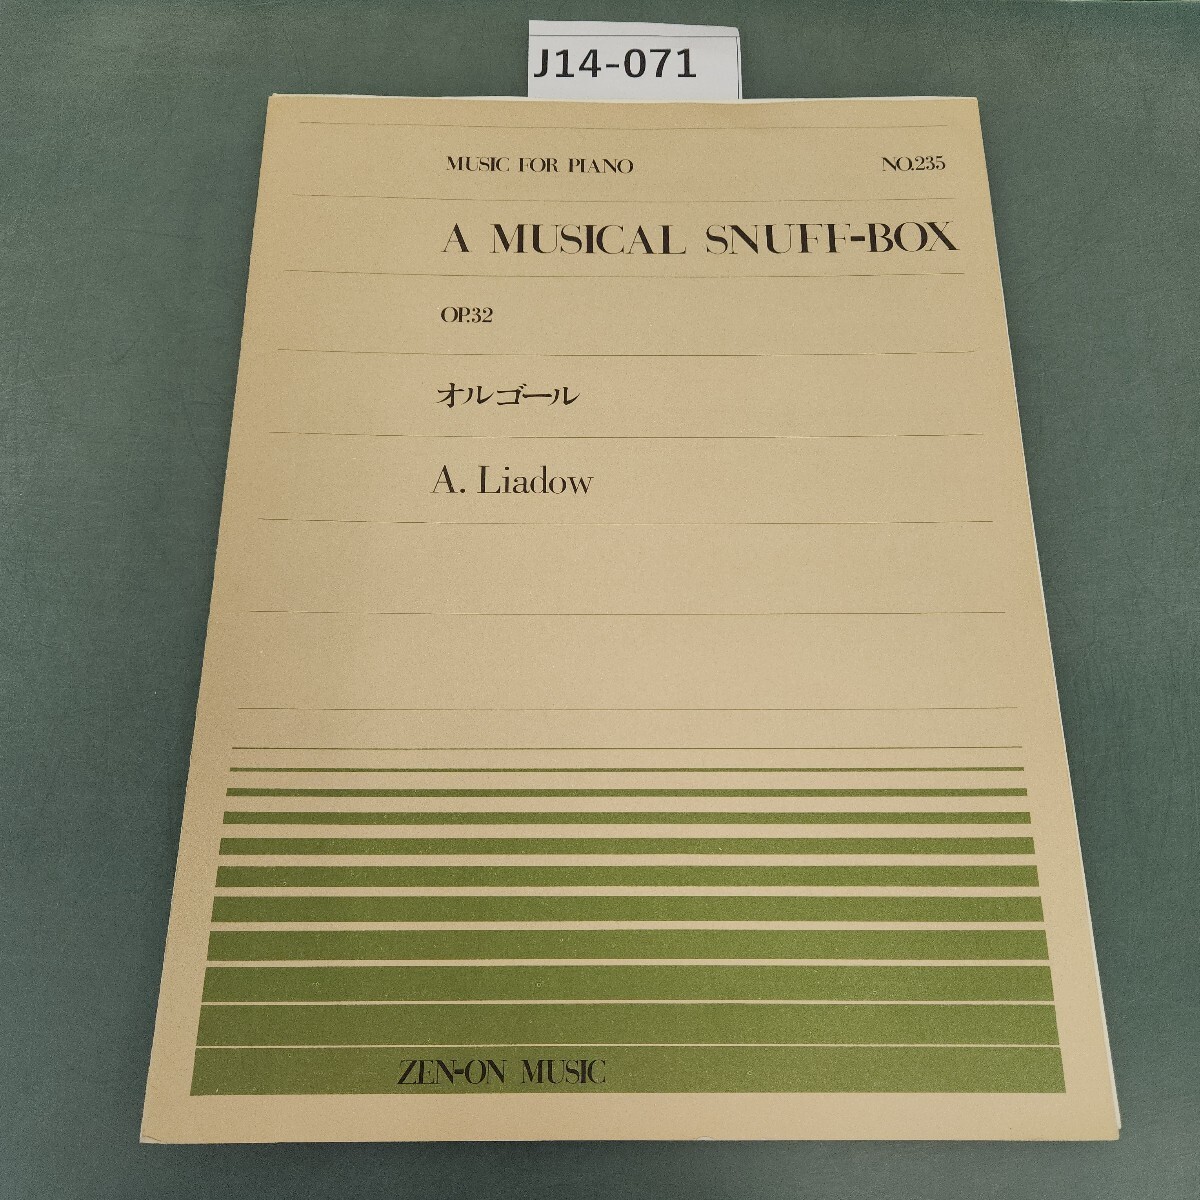 J14-071
MUSIC FOR PIANO NO.235
A MUSICAL SNUFF-BOX
OP.32
オルゴール
A. Liadow
ZEN-ON MUSIC